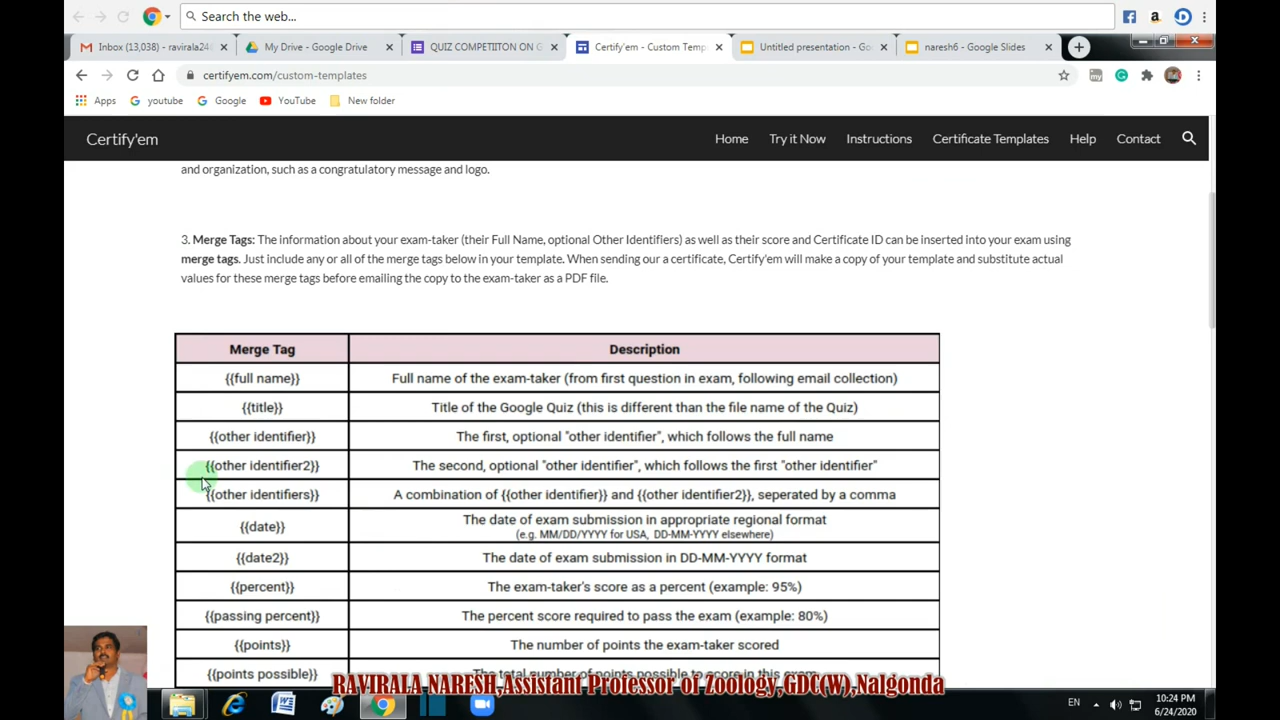 Search the web...
Inbox (13,038) - ravirala24
My Drive - Google Drive
QUIZ COMPETIITON ON G
Certify'em - Custom Temp
Untitled presentation - Go
naresh6 - Google Slides
certifyem.com/custom-templates
Apps
youtube
Google
YouTube
New folder
Certify'em
Home
Try it Now
Instructions
Certificate Templates
Help
Contact
and organization, such as a congratulatory message and logo.
3. Merge Tags: The information about your exam-taker (their Full Name, optional Other Identifiers) as well as their score and Certificate ID can be inserted into your exam using
merge tags. Just include any or all of the merge tags below in your template. When sending our a certificate, Certify'em will make a copy of your template and substitute actual
values for these merge tags before emailing the copy to the exam-taker as a PDF file.
Merge Tag Description
{{full name}} Full name of the exam-taker (from first question in exam, following email collection)
{{title}} Title of the Google Quiz (this is different than the file name of the Quiz)
{{other identifier}} The first, optional "other identifier", which follows the full name
{{other identifier2}} The second, optional "other identifier", which follows the first "other identifier"
{{other identifiers}} A combination of {{other identifier}} and {{other identifier2}}, seperated by a comma
{{date}} The date of exam submission in appropriate regional format
(e.g. MM/DD/YYYY for USA, DD-MM-YYYY elsewhere)
{{date2}} The date of exam submission in DD-MM-YYYY format
{{percent}} The exam-taker's score as a percent (example: 95%)
{{passing percent}} The percent score required to pass the exam (example: 80%)
{{points}} The number of points the exam-taker scored
{{points possible}} The total number of points possible to score in this exam
RAVIRALA NARESH,Assistant Professor of Zoology,GDC(W),Nalgonda
EN
10:24 PM
6/24/2020